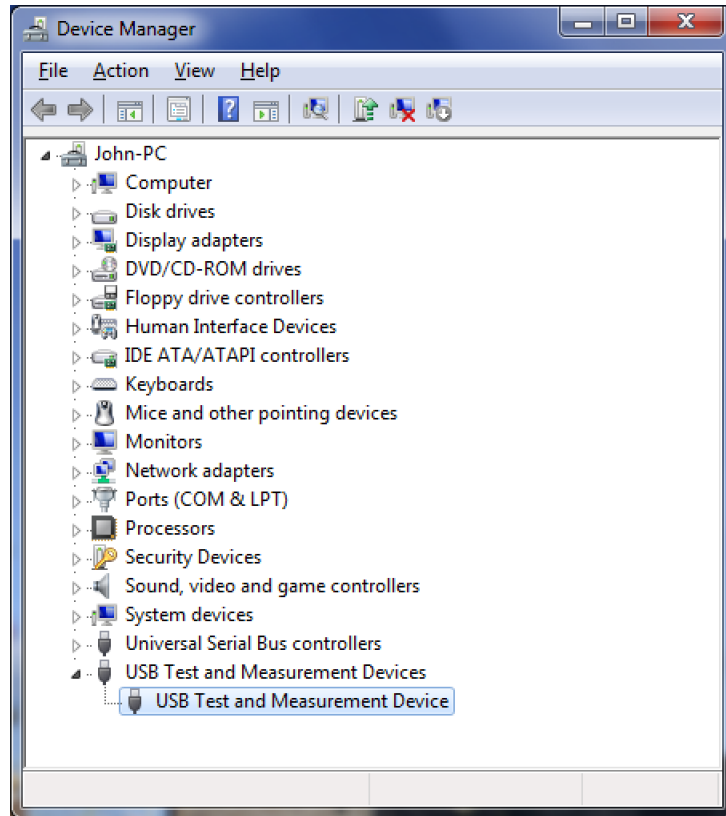 Device Manager
File Action View Help
John-PC
Computer
Disk drives
Display adapters
DVD/CD-ROM drives
Floppy drive controllers
Human Interface Devices
IDE ATA/ATAPI controllers
Keyboards
Mice and other pointing devices
Monitors
Network adapters
Ports (COM & LPT)
Processors
Security Devices
Sound, video and game controllers
System devices
Universal Serial Bus controllers
USB Test and Measurement Devices
USB Test and Measurement Device